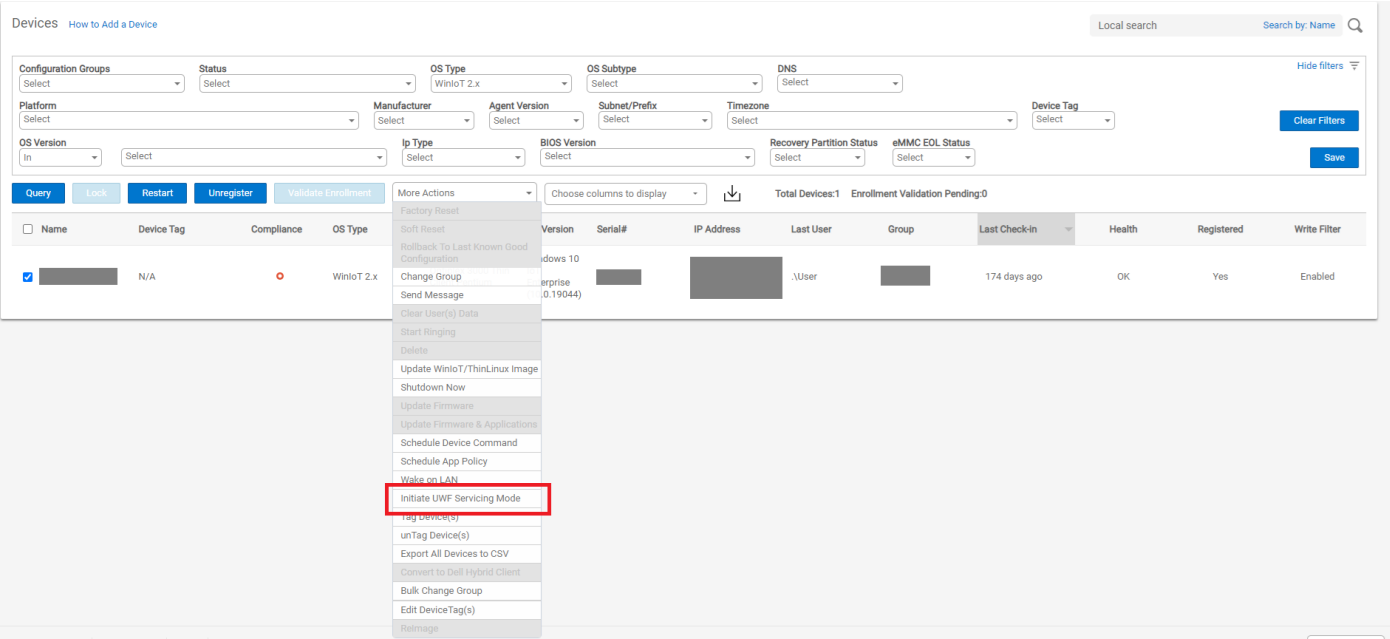 Devices How to Add a Device
Local search Search by: Name
Hide filters
Configuration Groups Status OS Type OS Subtype DNS
Select Select WinIoT 2.x Select Select
Platform Manufacturer Agent Version Subnet/Prefix Timezone Device Tag
Select Select Select Select Select Select
Clear Filters
OS Version Ip Type BIOS Version Recovery Partition Status eMMC EOL Status
In Select Select Select Select Select
Save
Query Lock Restart Unregister Validate Enrollment More Actions Choose columns to display Total Devices:1 Enrollment Validation Pending:0
Name Device Tag Compliance OS Type Version Serial# IP Address Last User Group Last Check-in Health Registered Write Filter
N/A WinIoT 2.x .\User 174 days ago OK Yes Enabled
dows 10
erprise
.0.19044)
Factory Reset
Soft Reset
Rollback To Last Known Good
Configuration
Change Group
Send Message
Clear User(s) Data
Start Ringing
Delete
Update WinIoT/ThinLinux Image
Shutdown Now
Update Firmware
Update Firmware & Applications
Schedule Device Command
Schedule App Policy
Wake on LAN
Initiate UWF Servicing Mode
Tag Device(s)
unTag Device(s)
Export All Devices to CSV
Convert to Dell Hybrid Client
Bulk Change Group
Edit DeviceTag(s)
Reimage